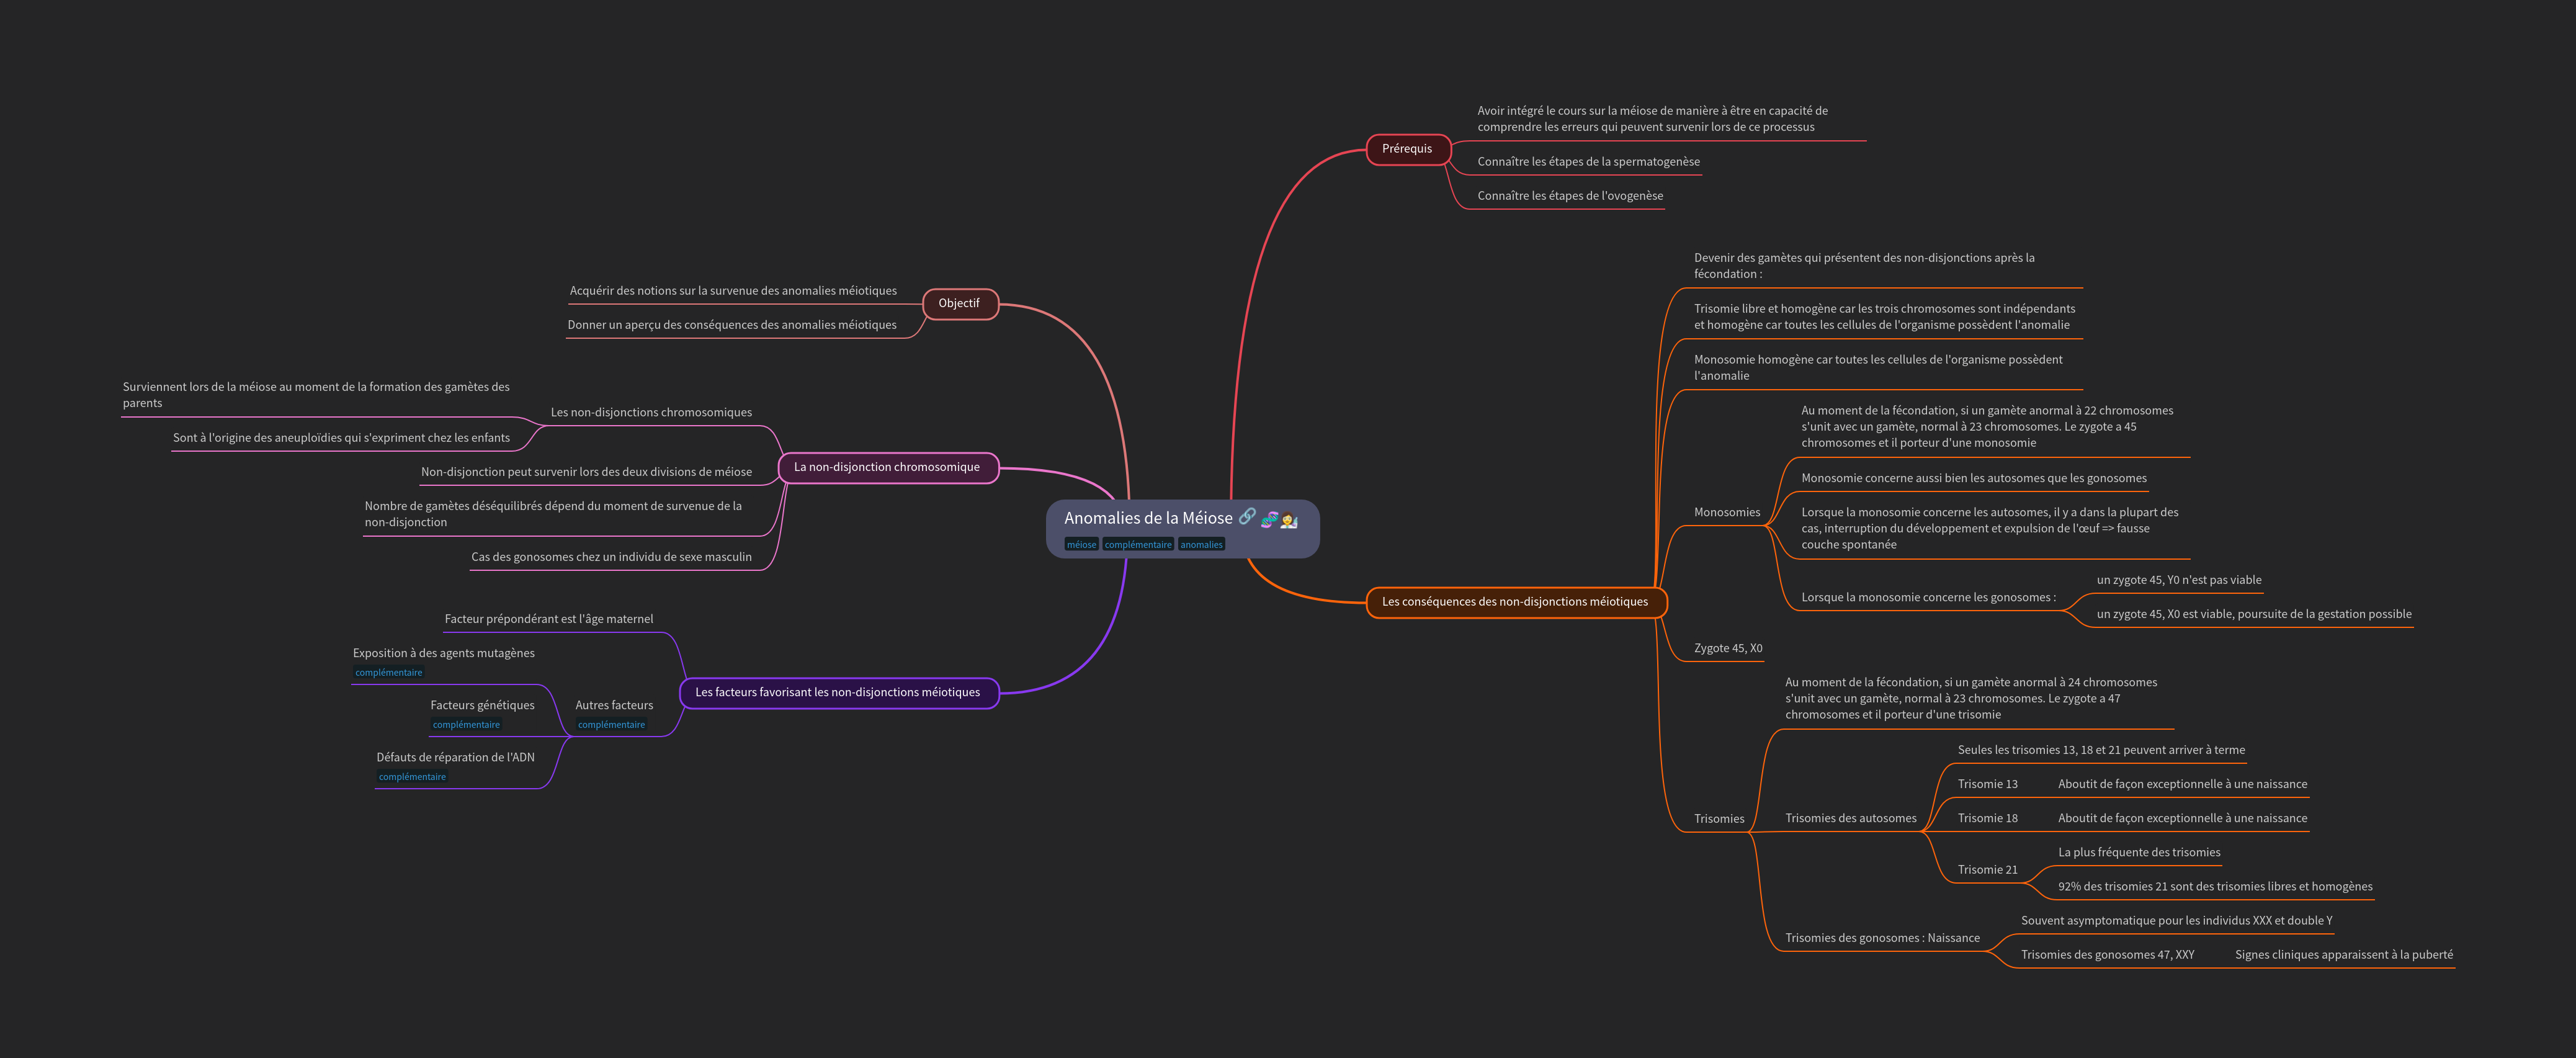 Anomalies de la Méiose 🔗 🧬👩‍🔬
méiose complémentaire anomalies
Prérequis
Avoir intégré le cours sur la méiose de manière à être en capacité de
comprendre les erreurs qui peuvent survenir lors de ce processus
Connaître les étapes de la spermatogenèse
Connaître les étapes de l'ovogenèse
Objectif
Acquérir des notions sur la survenue des anomalies méiotiques
Donner un aperçu des conséquences des anomalies méiotiques
La non-disjonction chromosomique
Les non-disjonctions chromosomiques
Surviennent lors de la méiose au moment de la formation des gamètes des
parents
Sont à l'origine des aneuploïdies qui s'expriment chez les enfants
Non-disjonction peut survenir lors des deux divisions de méiose
Nombre de gamètes déséquilibrés dépend du moment de survenue de la
non-disjonction
Cas des gonosomes chez un individu de sexe masculin
Les facteurs favorisant les non-disjonctions méiotiques
Facteur prépondérant est l'âge maternel
Autres facteurs
complémentaire
Exposition à des agents mutagènes
complémentaire
Facteurs génétiques
complémentaire
Défauts de réparation de l'ADN
complémentaire
Les conséquences des non-disjonctions méiotiques
Devenir des gamètes qui présentent des non-disjonctions après la
fécondation :
Trisomie libre et homogène car les trois chromosomes sont indépendants
et homogène car toutes les cellules de l'organisme possèdent l'anomalie
Monosomie homogène car toutes les cellules de l'organisme possèdent
l'anomalie
Monosomies
Au moment de la fécondation, si un gamète anormal à 22 chromosomes
s'unit avec un gamète, normal à 23 chromosomes. Le zygote a 45
chromosomes et il porteur d'une monosomie
Monosomie concerne aussi bien les autosomes que les gonosomes
Lorsque la monosomie concerne les autosomes, il y a dans la plupart des
cas, interruption du développement et expulsion de l'œuf => fausse
couche spontanée
Lorsque la monosomie concerne les gonosomes :
un zygote 45, Y0 n'est pas viable
un zygote 45, X0 est viable, poursuite de la gestation possible
Zygote 45, X0
Trisomies
Au moment de la fécondation, si un gamète anormal à 24 chromosomes
s'unit avec un gamète, normal à 23 chromosomes. Le zygote a 47
chromosomes et il porteur d'une trisomie
Trisomies des autosomes
Seules les trisomies 13, 18 et 21 peuvent arriver à terme
Trisomie 13
Aboutit de façon exceptionnelle à une naissance
Trisomie 18
Aboutit de façon exceptionnelle à une naissance
Trisomie 21
La plus fréquente des trisomies
92% des trisomies 21 sont des trisomies libres et homogènes
Trisomies des gonosomes : Naissance
Souvent asymptomatique pour les individus XXX et double Y
Trisomies des gonosomes 47, XXY
Signes cliniques apparaissent à la puberté